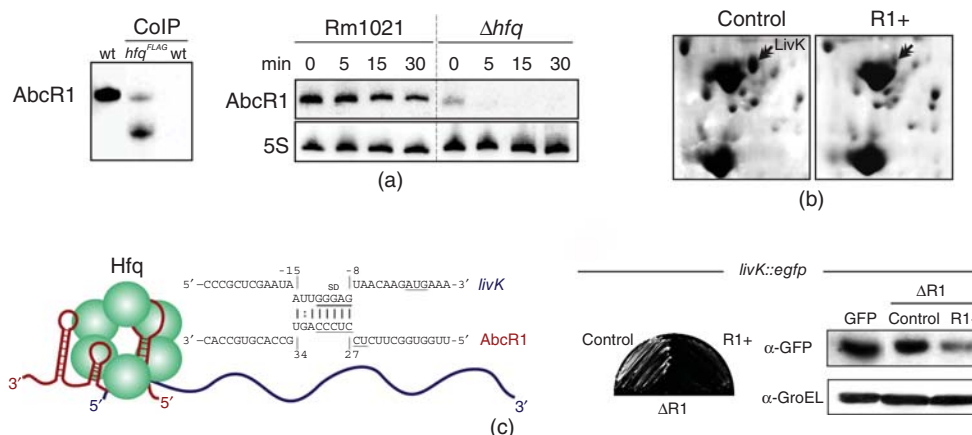 CoIP
wt hfq^FLAG wt
AbcR1
Rm1021 Δhfq
min 0 5 15 30 0 5 15 30
AbcR1
5S
(a)
Control R1+
LivK
(b)
Hfq
3′
5′
5′
3′
-15 -8
5′ –CCCGCTCGAAUA UAACAAGAUGAAA-3′ livK
SD
AUUGGGAG
UGACCCUC
3′ –CACCGUGCACCG CUCUUCGGUGGUU-5′ AbcR1
34 27
(c)
livK::egfp
Control R1+
ΔR1
ΔR1
GFP Control R1+
α-GFP
α-GroEL